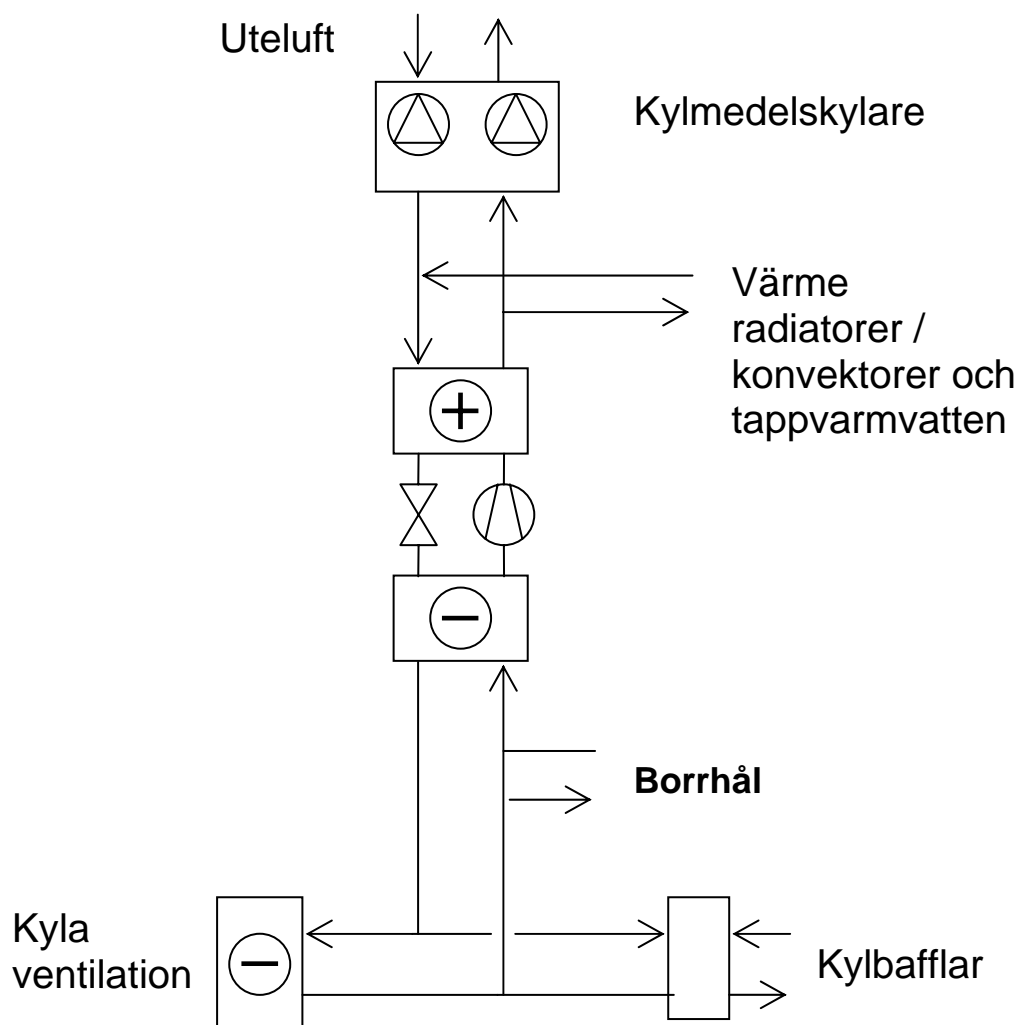 Uteluft
Kylmedelskylare
Värme
radiatorer /
konvektorer och
tappvarmvatten
Borrhål
Kyla
ventilation
Kylbafflar